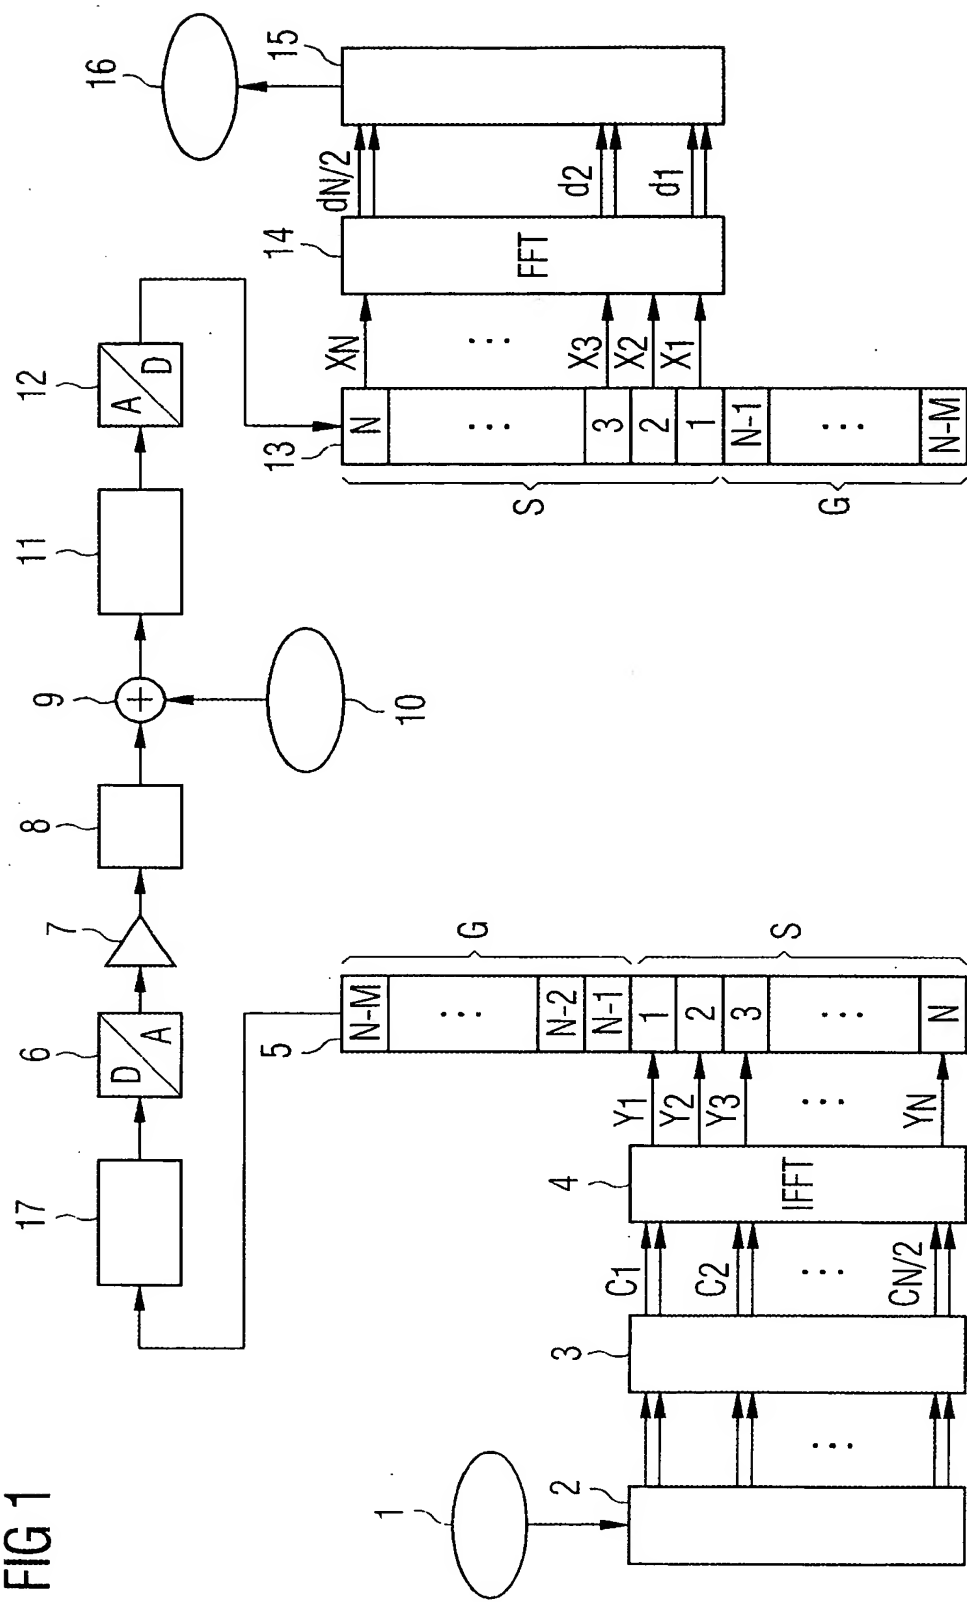 FIG 1
1
2
3
C1
C2
...
CN/2
4
IFFT
Y1
Y2
Y3
...
YN
5
N-M
...
N-2
N-1
1
2
3
...
N
G
S
17
6
D
A
7
8
9
+
10
11
12
A
D
13
N
...
3
2
1
N-1
...
N-M
S
G
XN
...
X3
X2
X1
14
FFT
dN/2
d2
d1
15
16